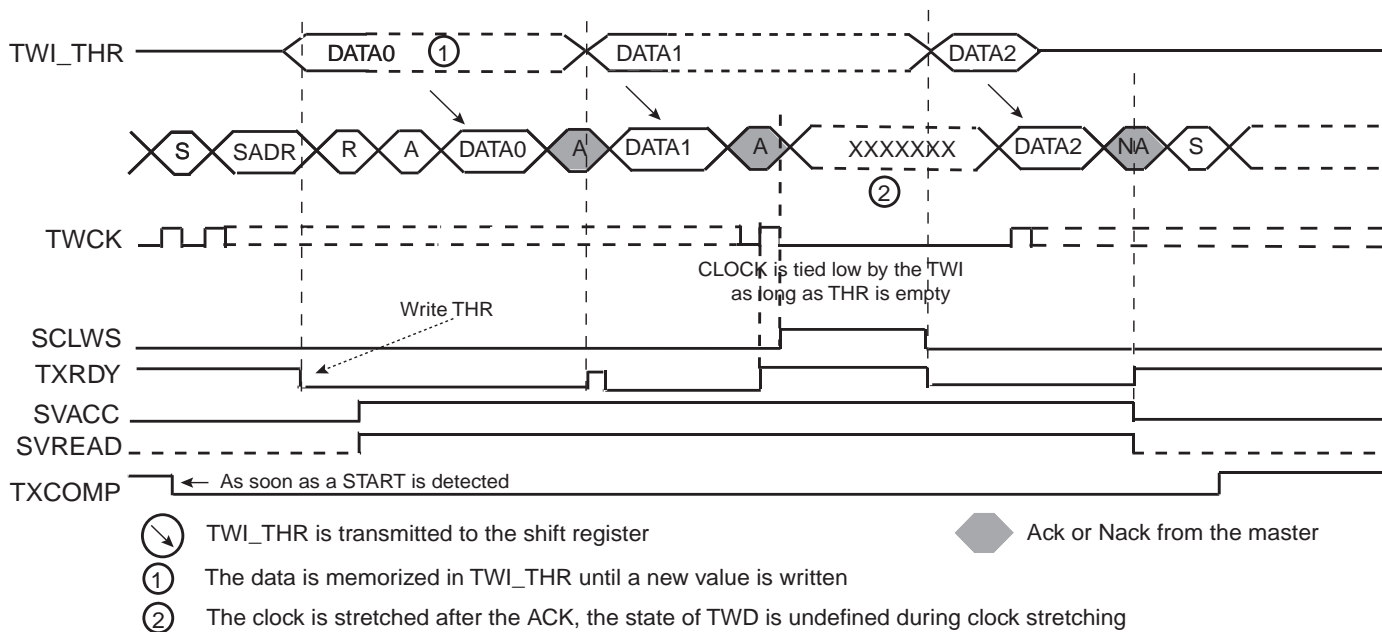 TWI_THR DATA0 1 DATA1 DATA2
S SADR R A DATA0 A DATA1 A XXXXXXX DATA2 NA S
2
TWCK
CLOCK is tied low by the TWI
as long as THR is empty
Write THR
SCLWS
TXRDY
SVACC
SVREAD
TXCOMP As soon as a START is detected
TWI_THR is transmitted to the shift register Ack or Nack from the master
1 The data is memorized in TWI_THR until a new value is written
2 The clock is stretched after the ACK, the state of TWD is undefined during clock stretching